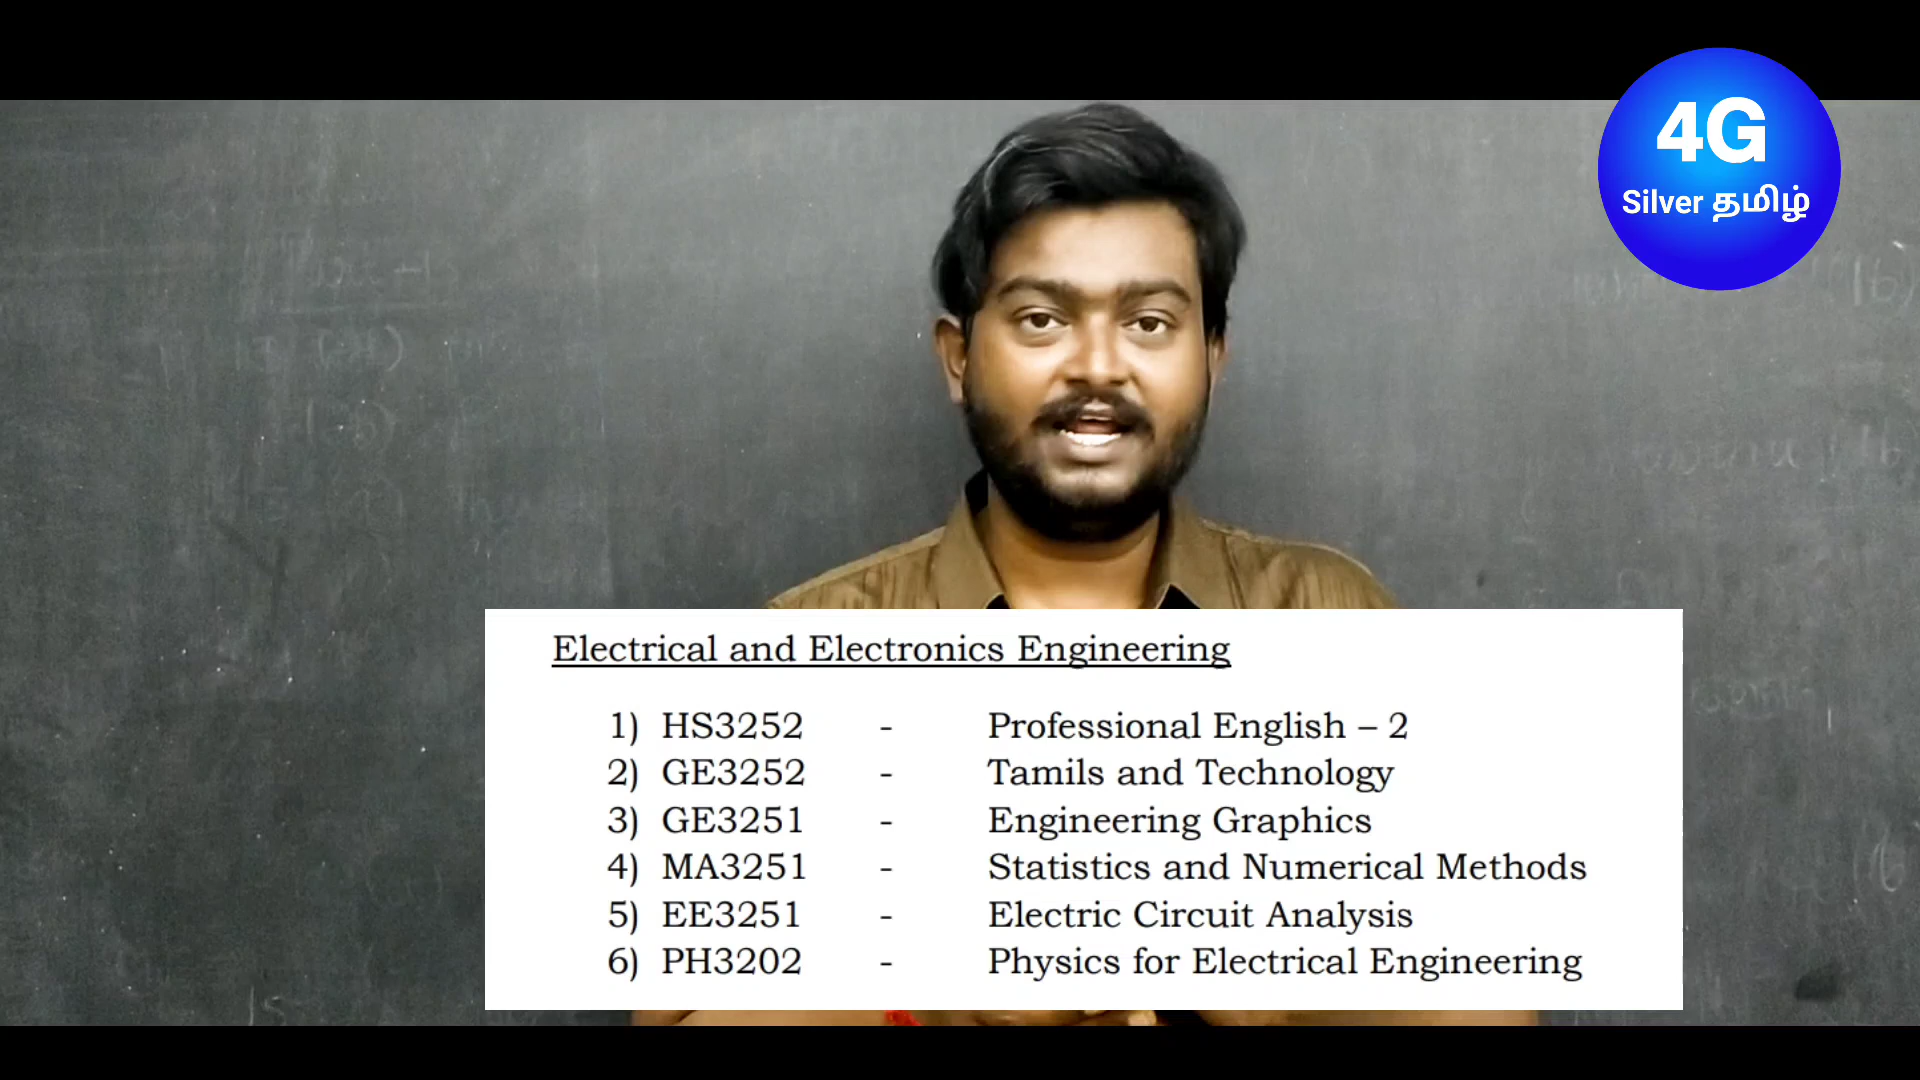 4G
Silver தமிழ்
Electrical and Electronics Engineering
1) HS3252 - Professional English – 2
2) GE3252 - Tamils and Technology
3) GE3251 - Engineering Graphics
4) MA3251 - Statistics and Numerical Methods
5) EE3251 - Electric Circuit Analysis
6) PH3202 - Physics for Electrical Engineering